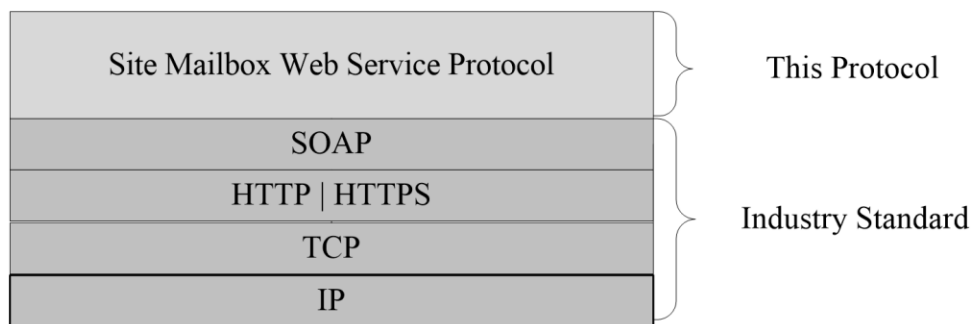 Site Mailbox Web Service Protocol
This Protocol
SOAP
HTTP | HTTPS
TCP
IP
Industry Standard